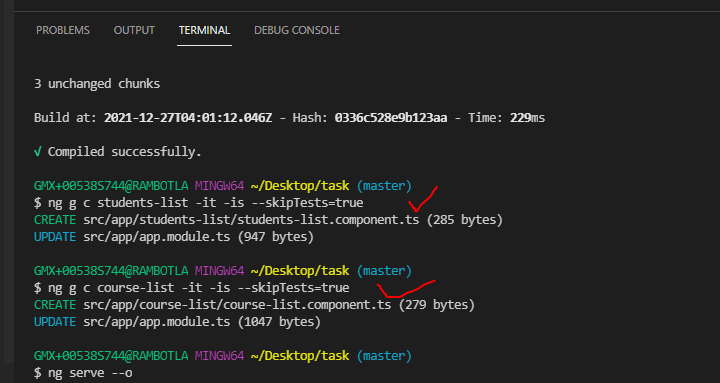 PROBLEMS OUTPUT TERMINAL DEBUG CONSOLE
3 unchanged chunks
Build at: 2021-12-27T04:01:12.046Z - Hash: 0336c528e9b123aa - Time: 229ms
√ Compiled successfully.
GMX+00538S744@RAMBOTLA MINGW64 ~/Desktop/task (master)
$ ng g c students-list -it -is --skipTests=true
CREATE src/app/students-list/students-list.component.ts (285 bytes)
UPDATE src/app/app.module.ts (947 bytes)
GMX+00538S744@RAMBOTLA MINGW64 ~/Desktop/task (master)
$ ng g c course-list -it -is --skipTests=true
CREATE src/app/course-list/course-list.component.ts (279 bytes)
UPDATE src/app/app.module.ts (1047 bytes)
GMX+00538S744@RAMBOTLA MINGW64 ~/Desktop/task (master)
$ ng serve --o